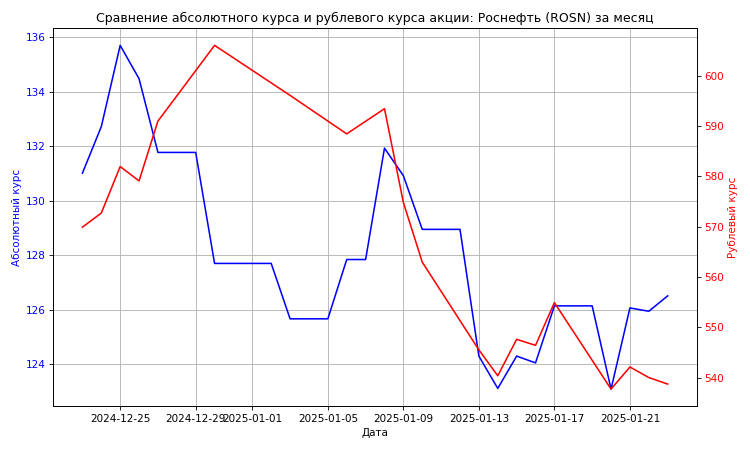 Сравнение абсолютного курса и рублевого курса акции: Роснефть (ROSN) за месяц
136
134
132
130
128
126
124
Абсолютный курс
600
590
580
570
560
550
540
Рублевый курс
2024-12-25 2024-12-29 2025-01-01 2025-01-05 2025-01-09 2025-01-13 2025-01-17 2025-01-21
Дата